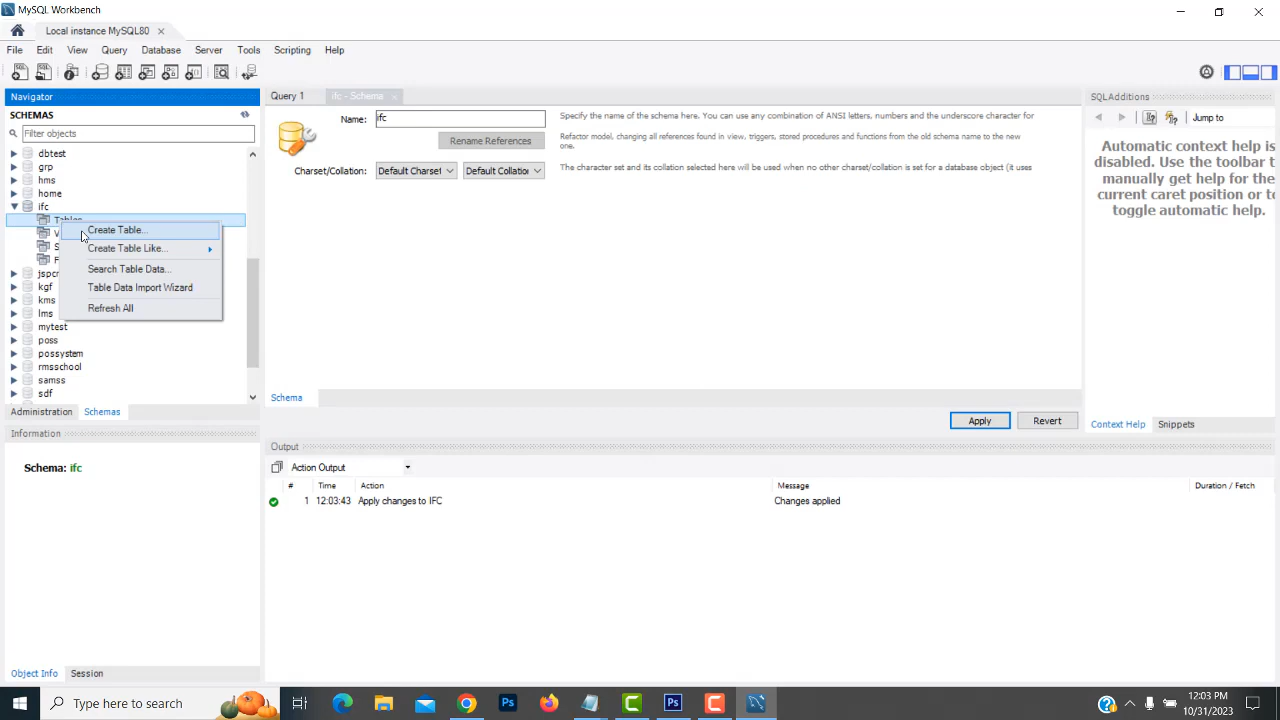 MySQL Workbench
Local instance MySQL80
File Edit View Query Database Server Tools Scripting Help
Navigator
SCHEMAS
Filter objects
dbtest
grp
hms
home
ifc
Tables
Create Table...
Create Table Like...
Search Table Data...
Table Data Import Wizard
Refresh All
kgf
kms
lms
mytest
poss
possystem
rmsschool
samss
sdf
Administration Schemas
Information
Schema: ifc
Object Info Session
Query 1 ifc - Schema
Name: ifc
Specify the name of the schema here. You can use any combination of ANSI letters, numbers and the underscore character for
Rename References
Refactor model, changing all references found in view, triggers, stored procedures and functions from the old schema name to the new
one.
Charset/Collation: Default Charset Default Collation
The character set and its collation selected here will be used when no other charset/collation is set for a database object (it uses
Schema
Apply Revert
Output
Action Output
# Time Action Message Duration / Fetch
1 12:03:43 Apply changes to IFC Changes applied
SQLAdditions
Jump to
Automatic context help is
disabled. Use the toolbar t
manually get help for the
current caret position or to
toggle automatic help.
Context Help Snippets
Type here to search
Ps
Ps
12:03 PM
10/31/2023